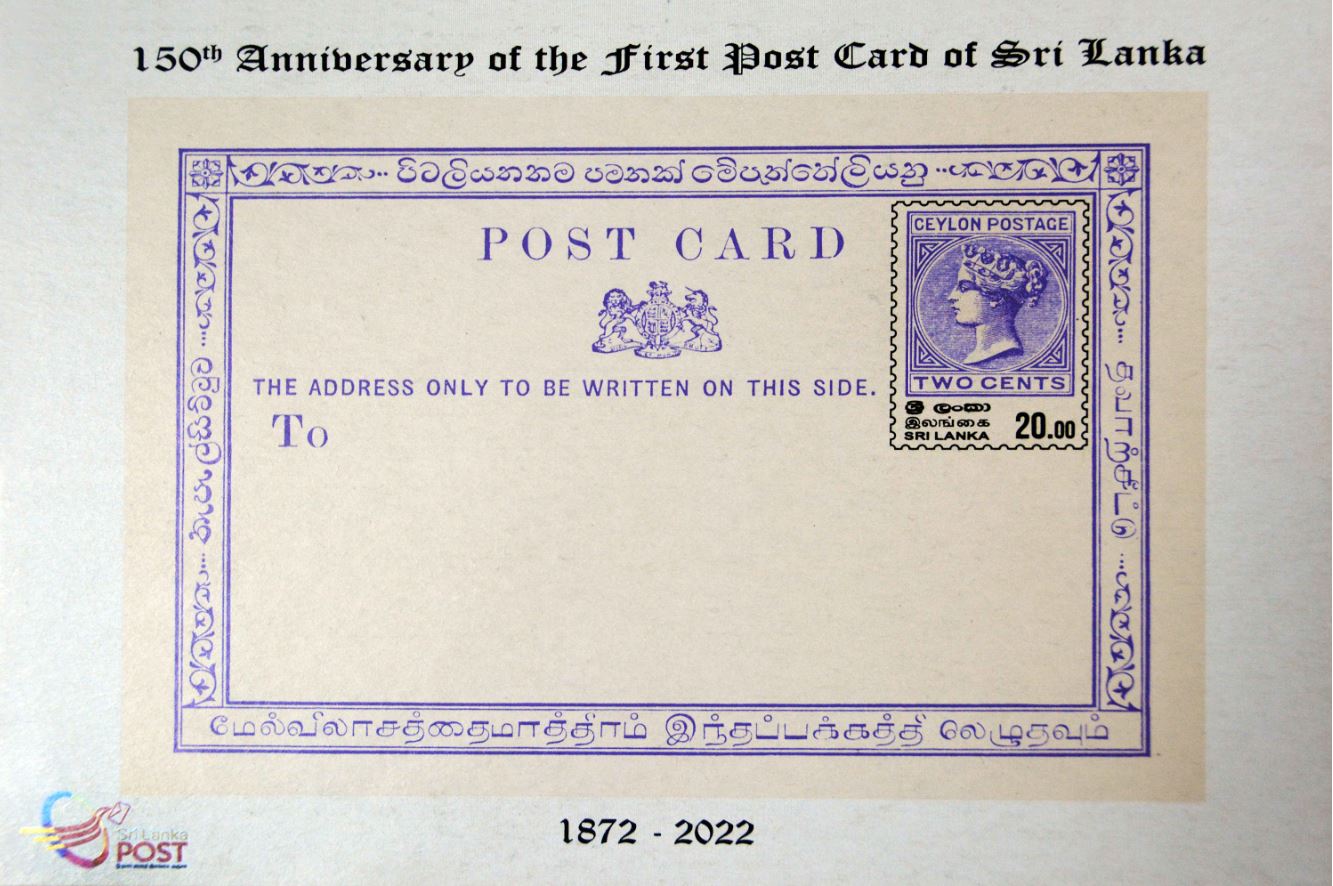 150th Anniversary of the First Post Card of Sri Lanka
පිටලියනතම පමනක් මේපැත්තේලියනු
POST CARD
CEYLON POSTAGE
TWO CENTS
THE ADDRESS ONLY TO BE WRITTEN ON THIS SIDE.
To
ශ්‍රී ලංකා
இலங்கை
SRI LANKA
20.00
தவாற்சீட்டு
மேல்விலாசத்தைமாத்திரம் இந்தப்பக்கத்தி லெழுதவும்
1872 - 2022
Sri Lanka
POST